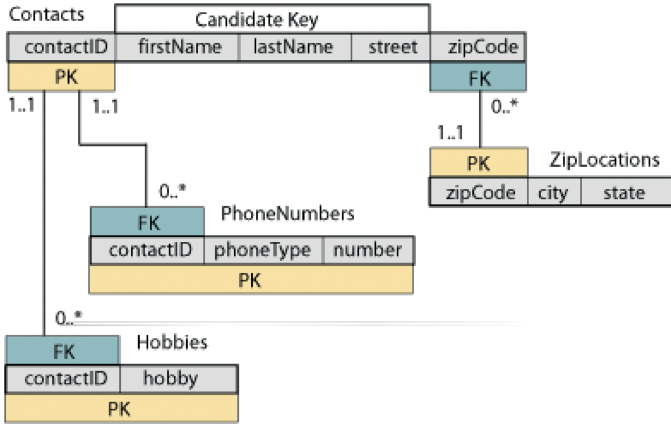 Contacts
Candidate Key
contactID firstName lastName street zipCode
PK FK
1..1 1..1 0..*
1..1
PK ZipLocations
zipCode city state
0..*
FK PhoneNumbers
contactID phoneType number
PK
0..*
FK Hobbies
contactID hobby
PK